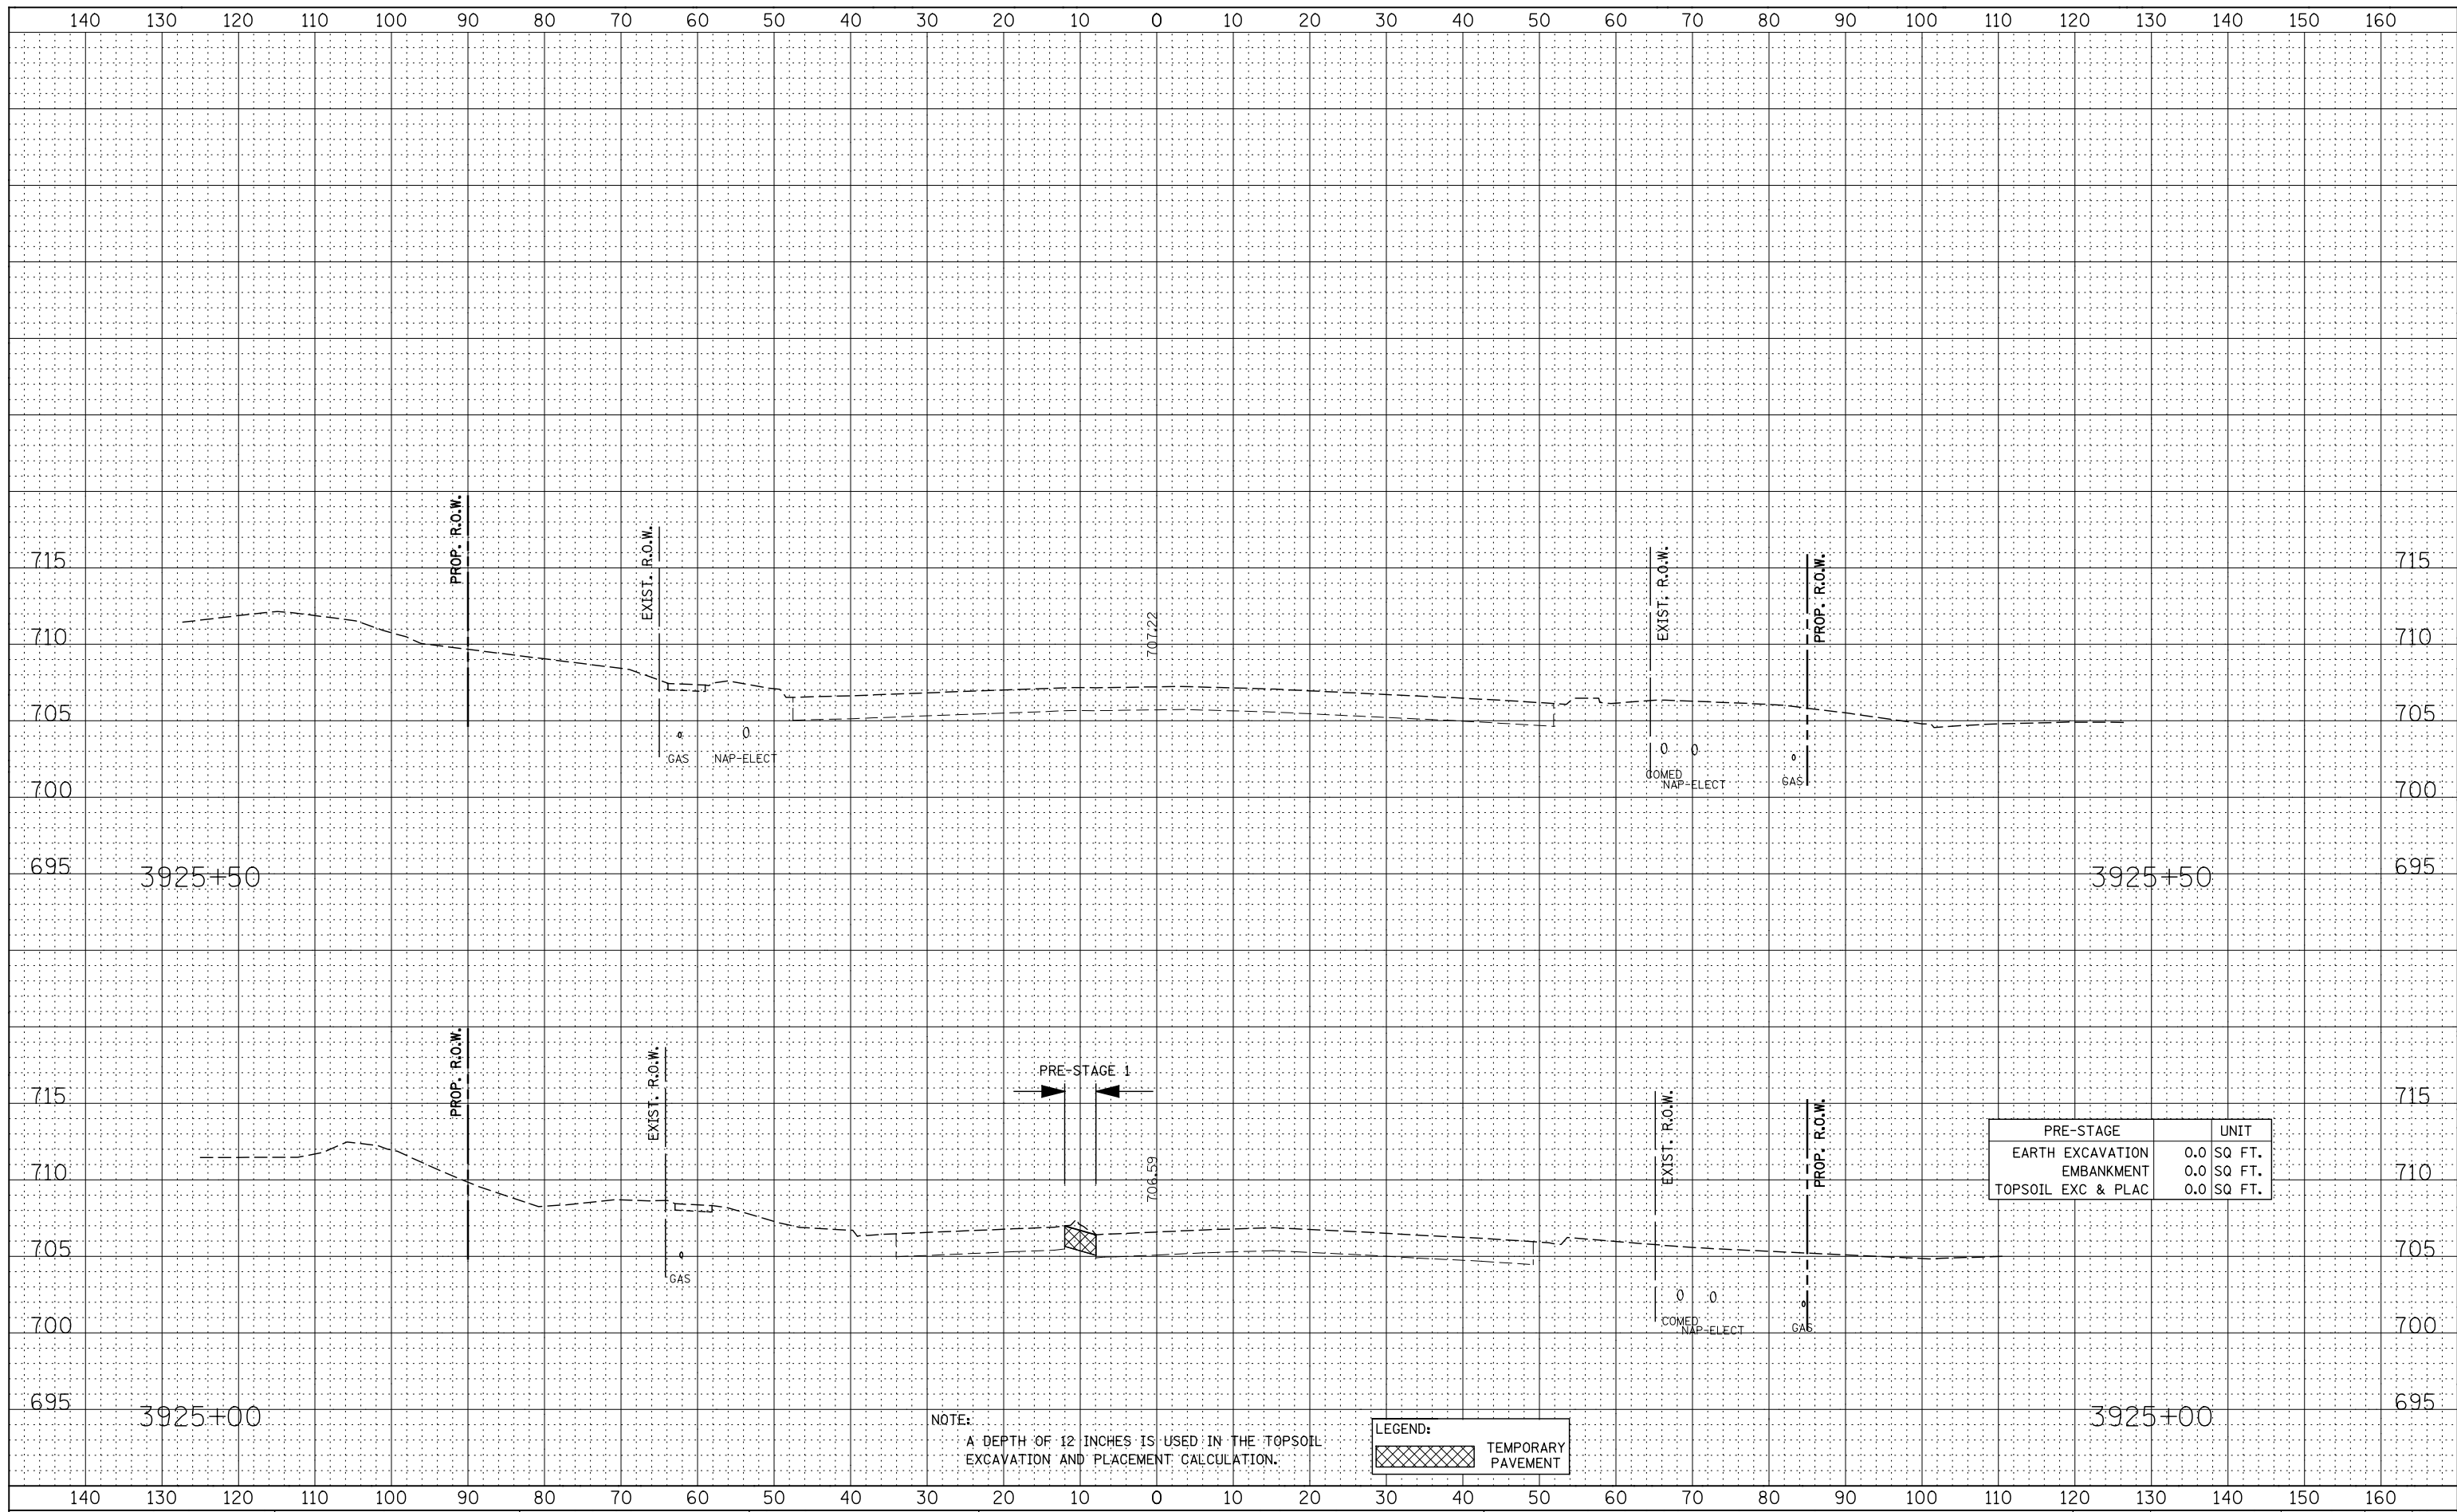 140 130 120 110 100 90 80 70 60 50 40 30 20 10 0 10 20 30 40 50 60 70 80 90 100 110 120 130 140 150 160
PROP. R.O.W.
EXIST. R.O.W.
EXIST. R.O.W.
PROP. R.O.W.
715 715
707.22
710 710
705 705
GAS NAP-ELECT
COMED
NAP-ELECT
GAS
700 700
695 695
3925+50 3925+50
PROP. R.O.W.
EXIST. R.O.W.
PRE-STAGE 1
EXIST. R.O.W.
PROP. R.O.W.
715 715
PRE-STAGE UNIT
EARTH EXCAVATION 0.0 SQ FT.
EMBANKMENT 0.0 SQ FT.
TOPSOIL EXC & PLAC 0.0 SQ FT.
706.59
710 710
705 705
GAS
COMED
NAP-ELECT
GAS
700 700
695 695
3925+00 3925+00
NOTE:
A DEPTH OF 12 INCHES IS USED IN THE TOPSOIL
EXCAVATION AND PLACEMENT CALCULATION.
LEGEND:
TEMPORARY
PAVEMENT
140 130 120 110 100 90 80 70 60 50 40 30 20 10 0 10 20 30 40 50 60 70 80 90 100 110 120 130 140 150 160